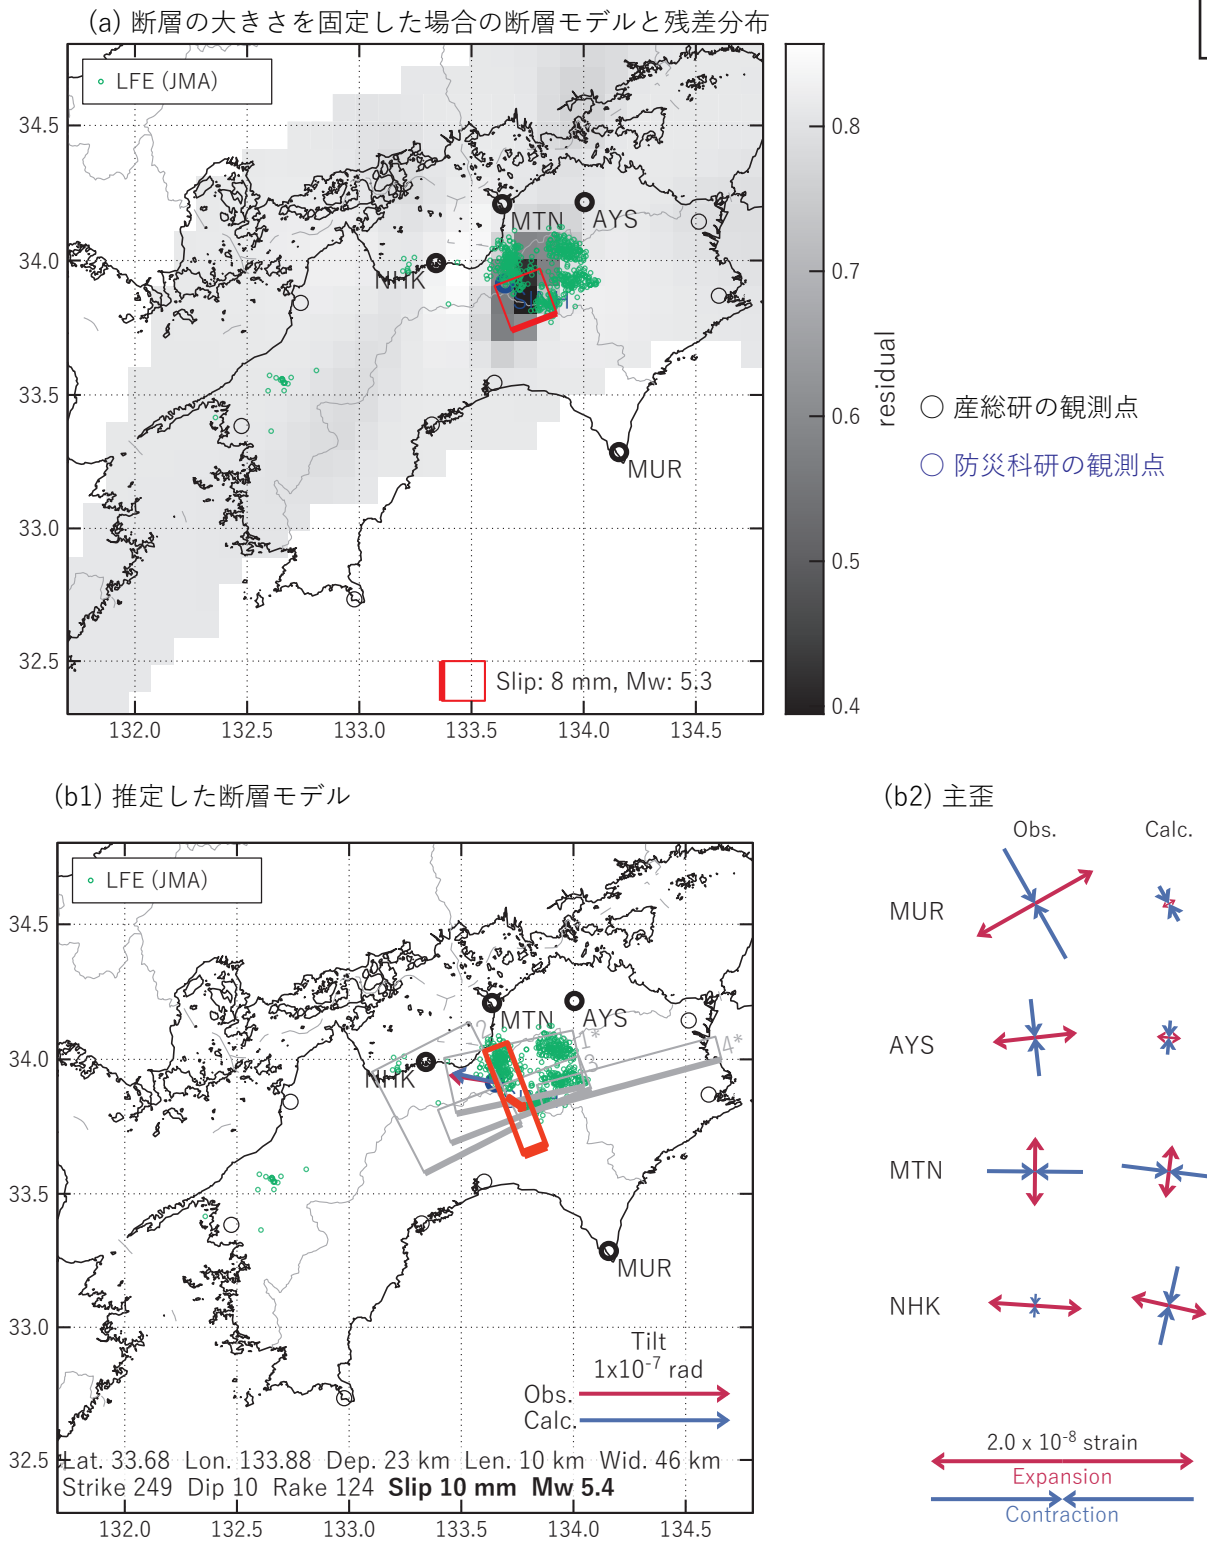 (a) 断層の大きさを固定した場合の断層モデルと残差分布
LFE (JMA)
34.5
34.0
33.5
33.0
32.5
MTN
AYS
NHK
MUR
Slip: 8 mm, Mw: 5.3
132.0
132.5
133.0
133.5
134.0
134.5
0.8
0.7
0.6
0.5
0.4
residual
産総研の観測点
防災科研の観測点
(b1) 推定した断層モデル
LFE (JMA)
34.5
34.0
33.5
33.0
32.5
MTN
AYS
NHK
MUR
2
1*
3
4*
Tilt
1x10-7 rad
Obs.
Calc.
Lat. 33.68 Lon. 133.88 Dep. 23 km Len. 10 km Wid. 46 km
Strike 249 Dip 10 Rake 124 Slip 10 mm Mw 5.4
132.0
132.5
133.0
133.5
134.0
134.5
(b2) 主歪
Obs.
Calc.
MUR
AYS
MTN
NHK
2.0 x 10-8 strain
Expansion
Contraction